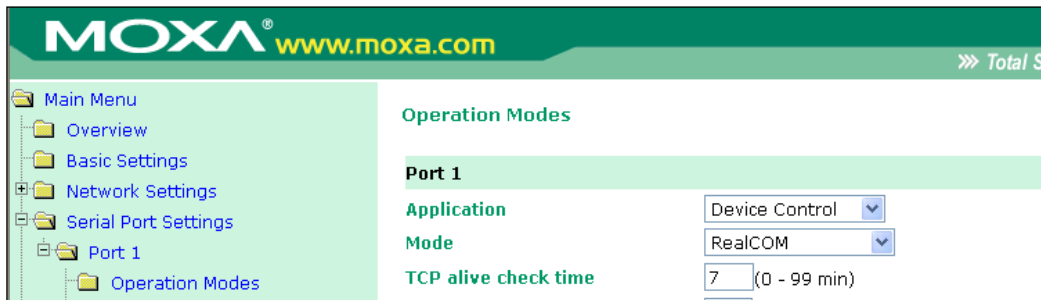 MOXA® www.moxa.com
»» Total S
Main Menu
Overview
Basic Settings
Network Settings
Serial Port Settings
Port 1
Operation Modes
Operation Modes
Port 1
Application Device Control
Mode RealCOM
TCP alive check time 7 (0 - 99 min)